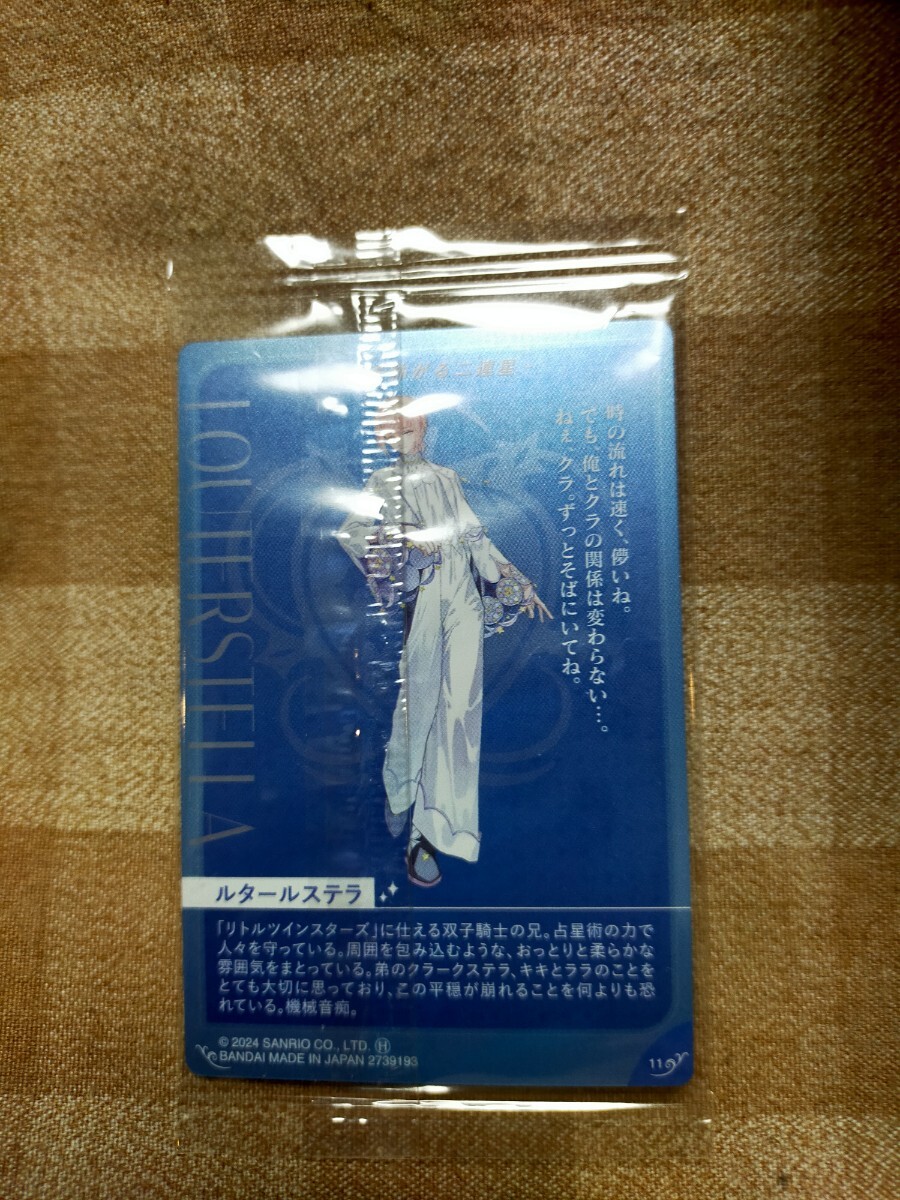 がる二連星
時の流れは速く、儚いね。
でも、俺とクラの関係は変わらない…。
ねぇ クラ。ずっとそばにいてね。
ルタールステラ
「リトルツインスターズ」に仕える双子騎士の兄。占星術の力で
人々を守っている。周囲を包み込むような、おっとりと柔らかな
雰囲気をまとっている。弟のクラークステラ、キキとララのことを
とても大切に思っており、この平穏が崩れることを何よりも恐
れている。機械音痴。
© 2024 SANRIO CO., LTD. Ⓗ
BANDAI MADE IN JAPAN 2739193
11